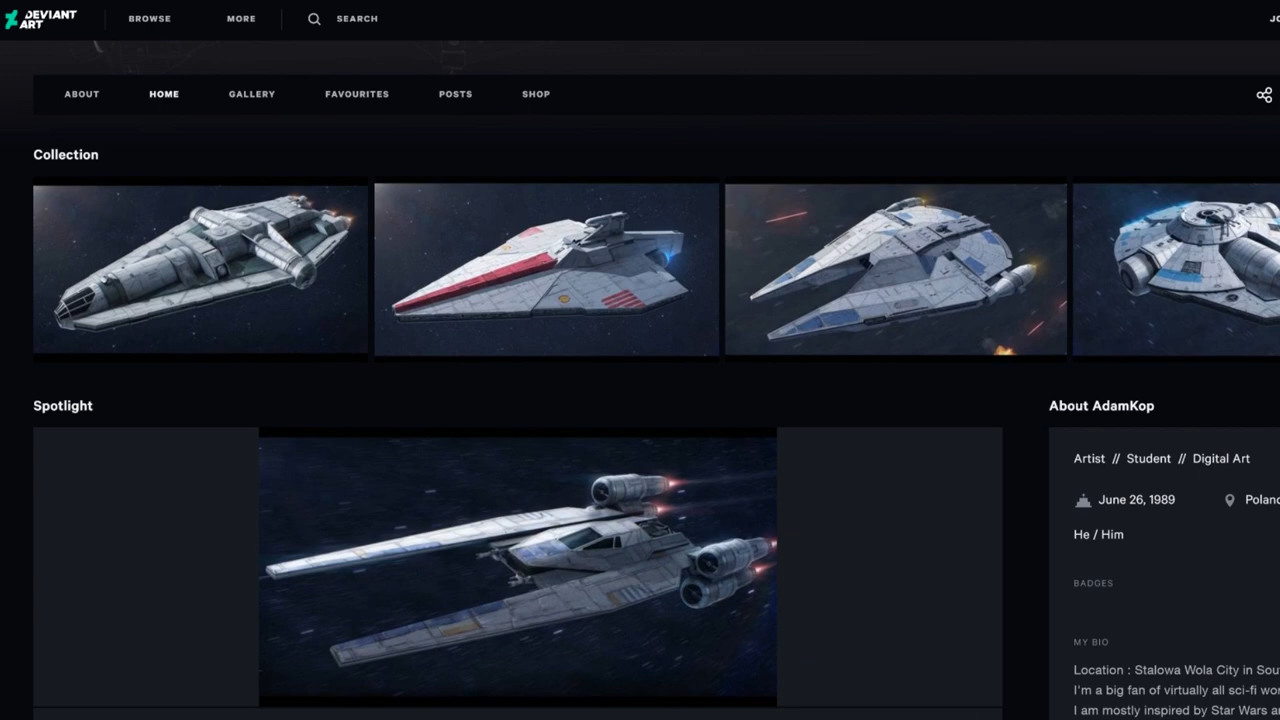 DEVIANT
ART
BROWSE
MORE
SEARCH
ABOUT
HOME
GALLERY
FAVOURITES
POSTS
SHOP
Collection
Spotlight
About AdamKop
Artist // Student // Digital Art
June 26, 1989
He / Him
BADGES
MY BIO
Location : Stalowa Wola City in
I'm a big fan of virtually all sci-fi
I am mostly inspired by Star Wars